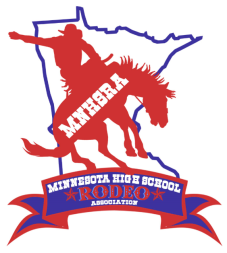 MNHSRA
MINNESOTA HIGH SCHOOL
RODEO
ASSOCIATION